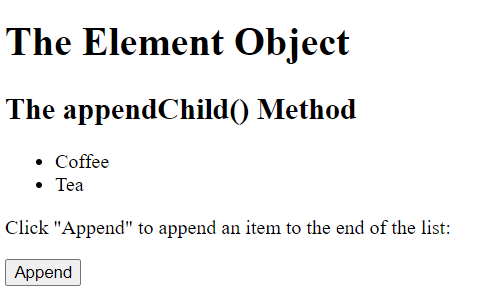 The Element Object
The appendChild() Method
Coffee
Tea
Click "Append" to append an item to the end of the list:
Append